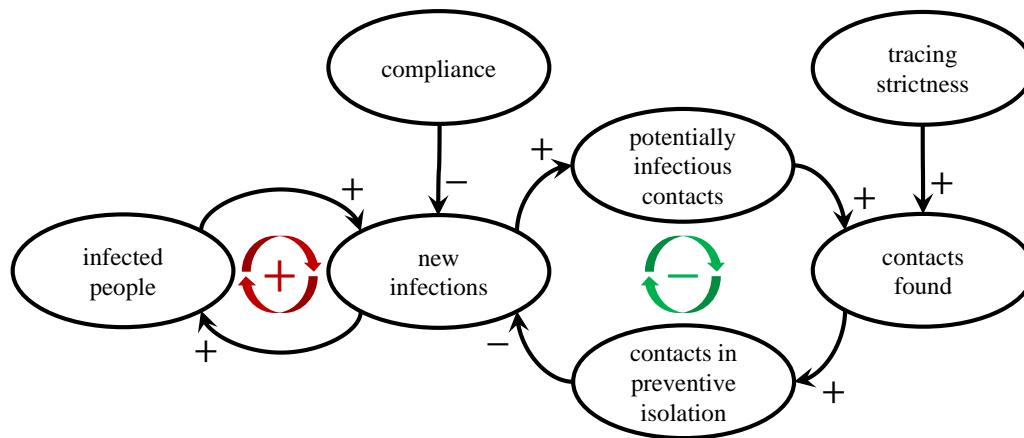 compliance
tracing
strictness
+
potentially
infectious
contacts
+
−
+
+
+
infected
people
+
new
infections
−
contacts
found
+
−
contacts in
preventive
isolation
+